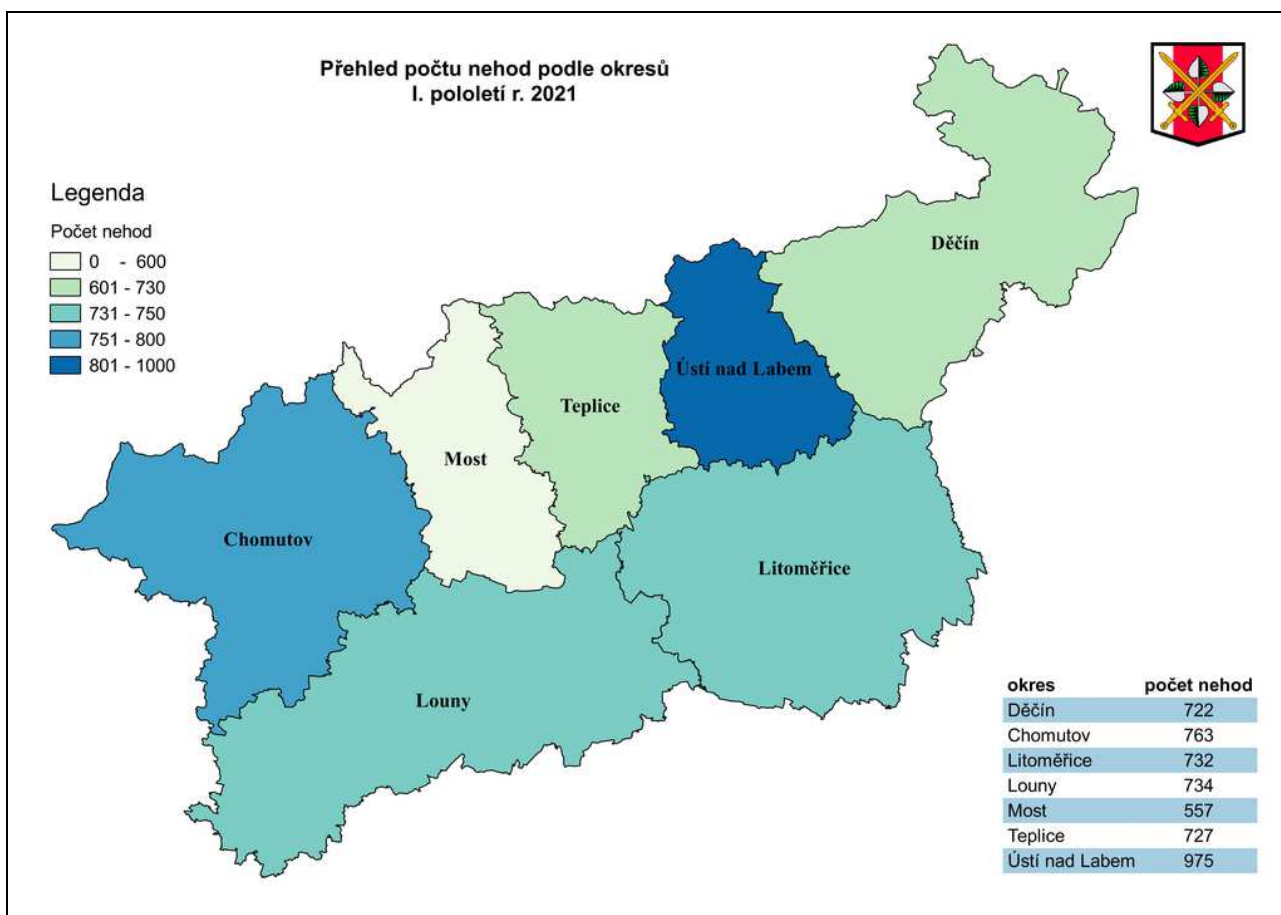 Přehled počtu nehod podle okresů
I. pololetí r. 2021
Legenda
Počet nehod
0 - 600
601 - 730
731 - 750
751 - 800
801 - 1000
Děčín
Ústí nad Labem
Teplice
Most
Chomutov
Litoměřice
Louny
okres počet nehod
Děčín 722
Chomutov 763
Litoměřice 732
Louny 734
Most 557
Teplice 727
Ústí nad Labem 975